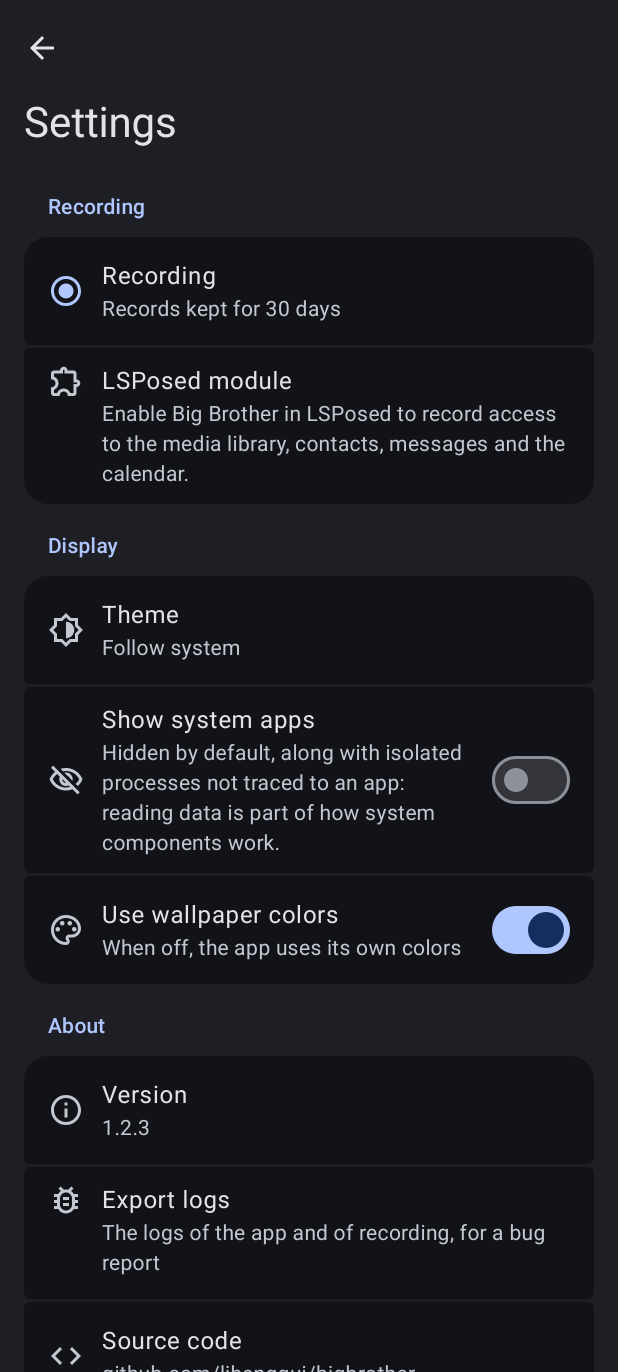 Settings
Recording
Recording
Records kept for 30 days
LSPosed module
Enable Big Brother in LSPosed to record access
to the media library, contacts, messages and the
calendar.
Display
Theme
Follow system
Show system apps
Hidden by default, along with isolated
processes not traced to an app:
reading data is part of how system
components work.
Use wallpaper colors
When off, the app uses its own colors
About
Version
1.2.3
Export logs
The logs of the app and of recording, for a bug
report
Source code